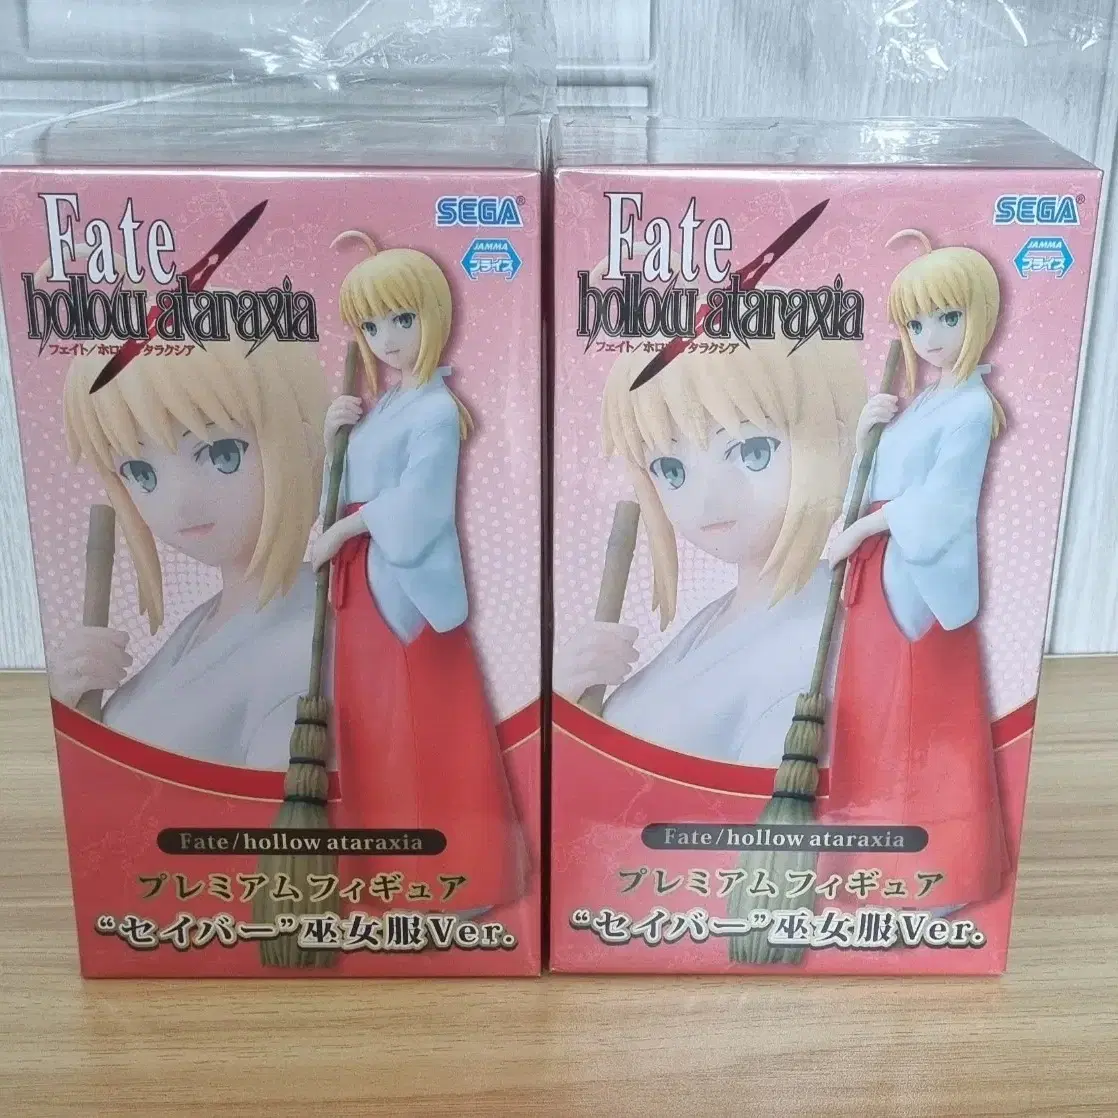 Fate
hollow ataraxia
フェイト/ホロウ アタラクシア
SEGA
JAMMA
プライズ
Fate/hollow ataraxia
プレミアムフィギュア
“セイバー”巫女服Ver.
Fate
hollow ataraxia
フェイト/ホロウ アタラクシア
SEGA
JAMMA
プライズ
Fate/hollow ataraxia
プレミアムフィギュア
“セイバー”巫女服Ver.